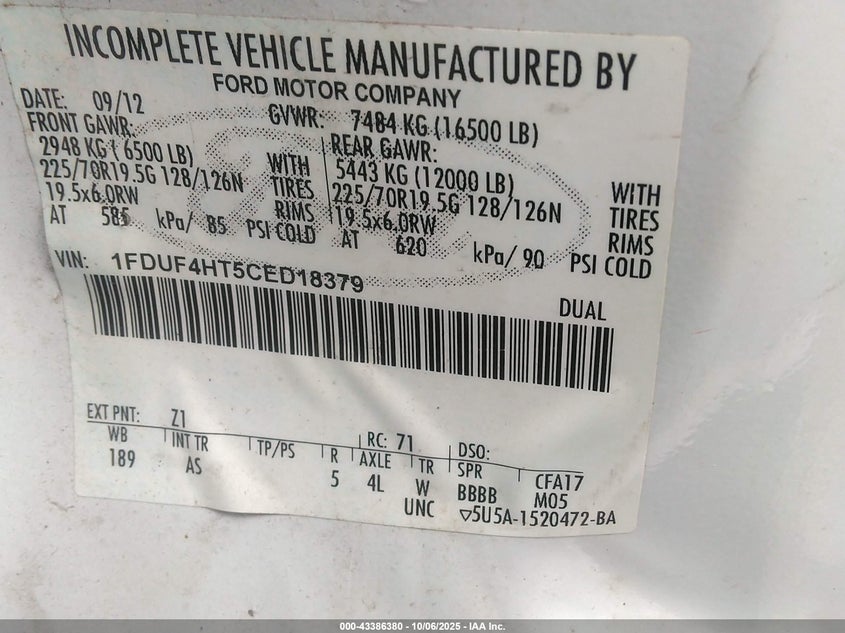 INCOMPLETE VEHICLE MANUFACTURED BY
FORD MOTOR COMPANY
DATE: 09/12 GVWR: 7484 KG (16500 LB)
FRONT GAWR: REAR GAWR:
2948 KG ( 6500 LB) WITH 5443 KG (12000 LB) WITH
225/70R19.5G 128/126N TIRES 225/70R19.5G 128/126N TIRES
19.5x6.0RW RIMS 19.5x6.0RW RIMS
AT 585 kPa/ 85 PSI COLD AT 620 kPa/ 90 PSI COLD
VIN: 1FDUF4HT5CED18379
DUAL
EXT PNT: Z1 RC: 71 DSO:
WB INT TR TP/PS R AXLE TR SPR CFA17
189 AS 5 4L W BBBB M05
UNC ▽5U5A-1520472-BA
000-43386380 - 10/06/2025 - IAA Inc.